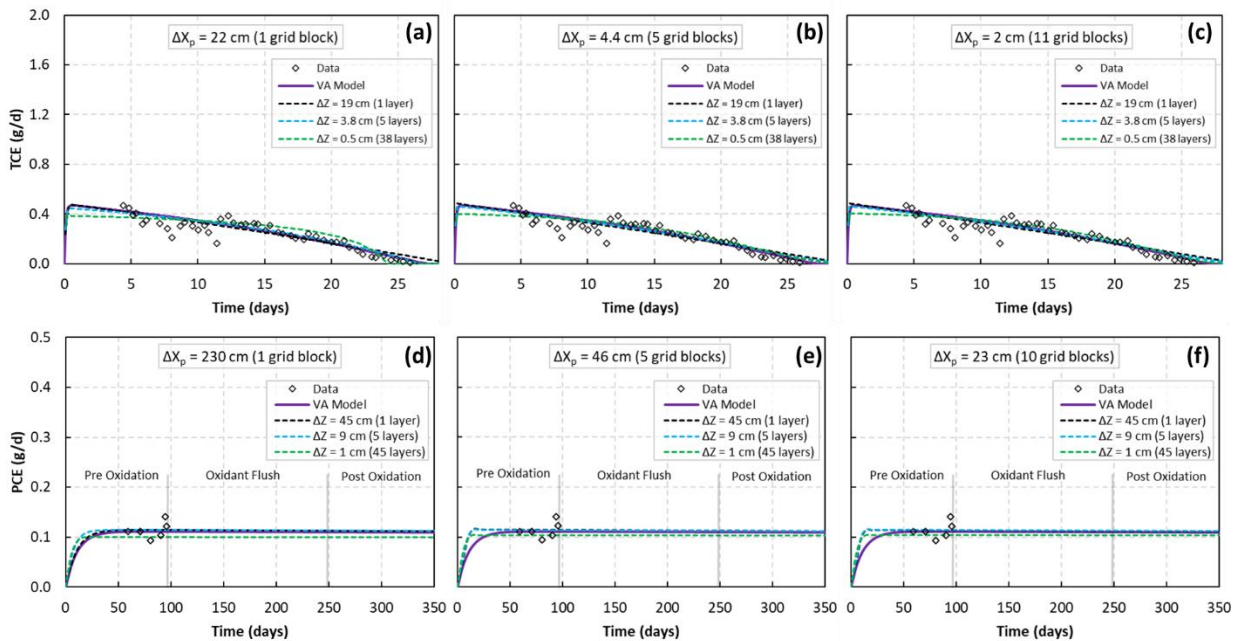 (a)
ΔXp = 22 cm (1 grid block)
Data
VA Model
ΔZ = 19 cm (1 layer)
ΔZ = 3.8 cm (5 layers)
ΔZ = 0.5 cm (38 layers)
TCE (g/d)
2.0
1.6
1.2
0.8
0.4
0.0
0 5 10 15 20 25
Time (days)
(b)
ΔXp = 4.4 cm (5 grid blocks)
Data
VA Model
ΔZ = 19 cm (1 layer)
ΔZ = 3.8 cm (5 layers)
ΔZ = 0.5 cm (38 layers)
0 5 10 15 20 25
Time (days)
(c)
ΔXp = 2 cm (11 grid blocks)
Data
VA Model
ΔZ = 19 cm (1 layer)
ΔZ = 3.8 cm (5 layers)
ΔZ = 0.5 cm (38 layers)
0 5 10 15 20 25
Time (days)
(d)
ΔXp = 230 cm (1 grid block)
Data
VA Model
ΔZ = 45 cm (1 layer)
ΔZ = 9 cm (5 layers)
ΔZ = 1 cm (45 layers)
Pre Oxidation Oxidant Flush Post Oxidation
PCE (g/d)
0.5
0.4
0.3
0.2
0.1
0.0
0 50 100 150 200 250 300 350
Time (days)
(e)
ΔXp = 46 cm (5 grid blocks)
Data
VA Model
ΔZ = 45 cm (1 layer)
ΔZ = 9 cm (5 layers)
ΔZ = 1 cm (45 layers)
Pre Oxidation Oxidant Flush Post Oxidation
0 50 100 150 200 250 300 350
Time (days)
(f)
ΔXp = 23 cm (10 grid blocks)
Data
VA Model
ΔZ = 45 cm (1 layer)
ΔZ = 9 cm (5 layers)
ΔZ = 1 cm (45 layers)
Pre Oxidation Oxidant Flush Post Oxidation
0 50 100 150 200 250 300 350
Time (days)